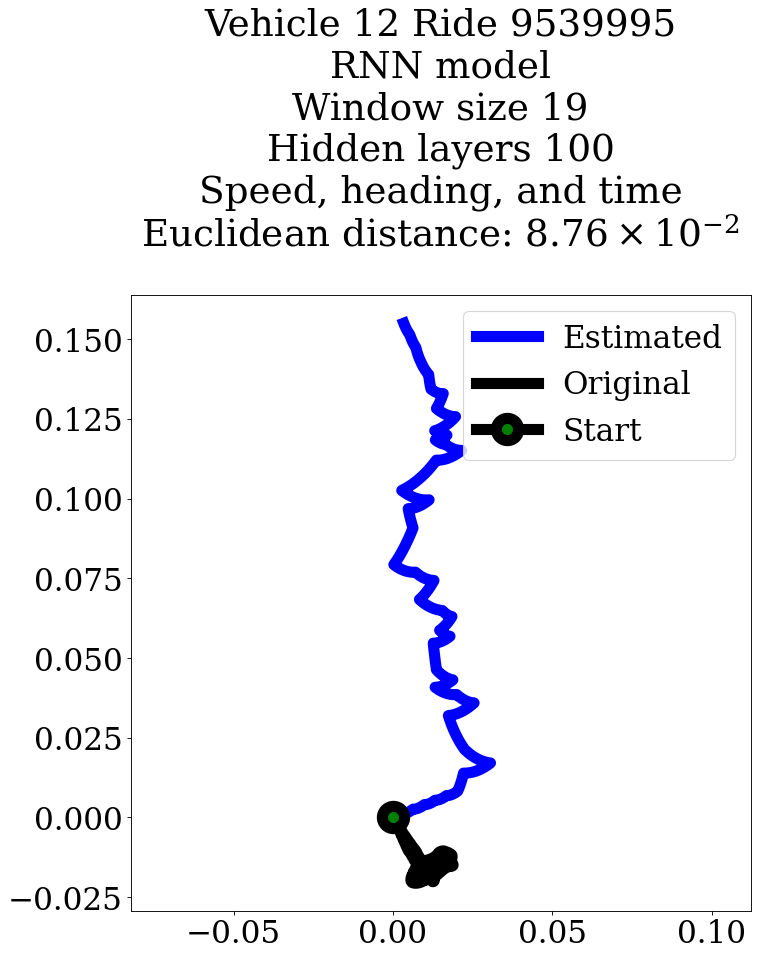 Vehicle 12 Ride 9539995
RNN model
Window size 19
Hidden layers 100
Speed, heading, and time
Euclidean distance: 8.76 × 10⁻²
Estimated
Original
Start
0.150
0.125
0.100
0.075
0.050
0.025
0.000
−0.025
−0.05 0.00 0.05 0.10